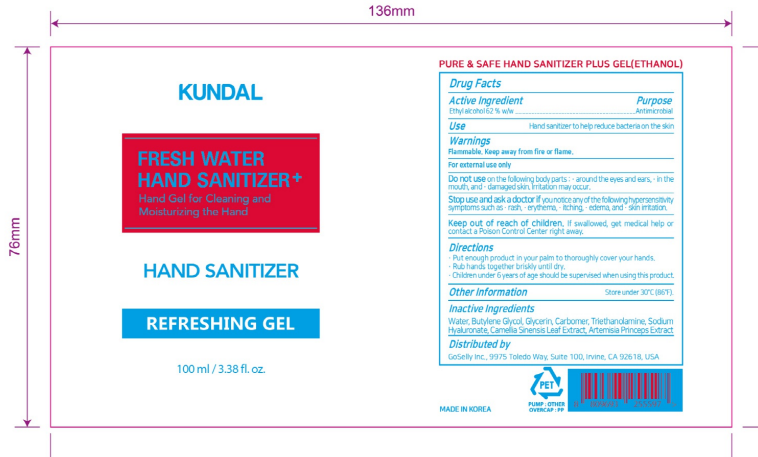 136mm
76mm
KUNDAL
FRESH WATER
HAND SANITIZER+
Hand Gel for Cleaning and
Moisturizing the Hand
HAND SANITIZER
REFRESHING GEL
100 ml / 3.38 fl. oz.
PURE & SAFE HAND SANITIZER PLUS GEL(ETHANOL)
Drug Facts
Active Ingredient Purpose
Ethyl alcohol 62 % w/w Antimicrobial
Use Hand sanitizer to help reduce bacteria on the skin
Warnings
Flammable. Keep away from fire or flame.
For external use only
Do not use on the following body parts : - around the eyes and ears, - in the
mouth, and - damaged skin. Irritation may occur.
Stop use and ask a doctor if you notice any of the following hypersensitivity
symptoms such as - rash, - erythema, - itching, - edema, and - skin irritation.
Keep out of reach of children. If swallowed, get medical help or
contact a Poison Control Center right away.
Directions
- Put enough product in your palm to thoroughly cover your hands.
- Rub hands together briskly until dry.
- Children under 6 years of age should be supervised when using this product.
Other Information Store under 30°C (86°F).
Inactive Ingredients
Water, Butylene Glycol, Glycerin, Carbomer, Triethanolamine, Sodium
Hyaluronate, Camellia Sinensis Leaf Extract, Artemisia Princeps Extract
Distributed by
GoSelly Inc., 9975 Toledo Way, Suite 100, Irvine, CA 92618, USA
PET
PUMP : OTHER
OVERCAP : PP
MADE IN KOREA